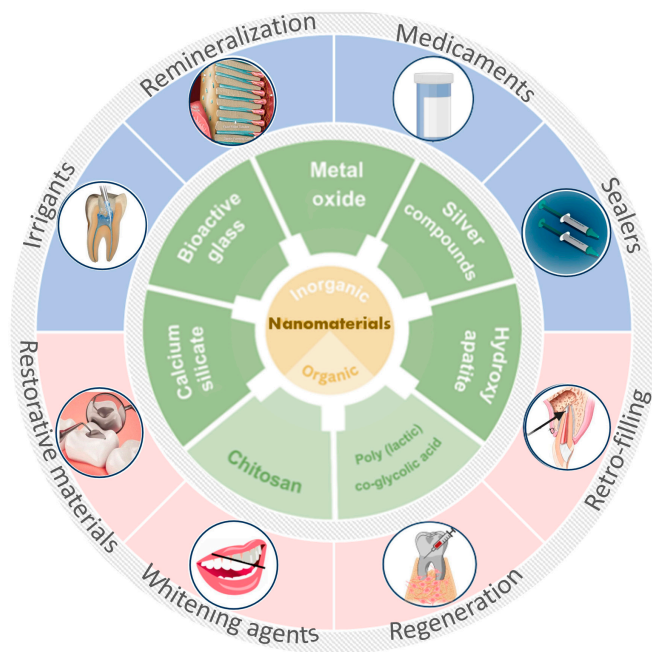 Remineralization
Medicaments
Sealers
Retro-filling
Regeneration
Whitening agents
Restorative materials
Irrigants
Metal
oxide
Silver
compounds
Hydroxy
apatite
Poly (lactic)
co-glycolic acid
Chitosan
Calcium
silicate
Bioactive
glass
Inorganic
Nanomaterials
Organic